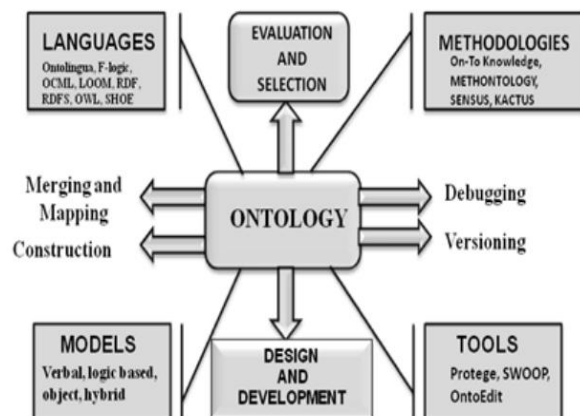 LANGUAGES
Ontolingua, F-logic,
OCML, LOOM, RDF,
RDFS, OWL, SHOE
EVALUATION
AND
SELECTION
METHODOLOGIES
On-To Knowledge,
METHONTOLOGY,
SENSUS, KACTUS
Merging and
Mapping
Construction
ONTOLOGY
Debugging
Versioning
MODELS
Verbal, logic based,
object, hybrid
DESIGN
AND
DEVELOPMENT
TOOLS
Protege, SWOOP,
OntoEdit